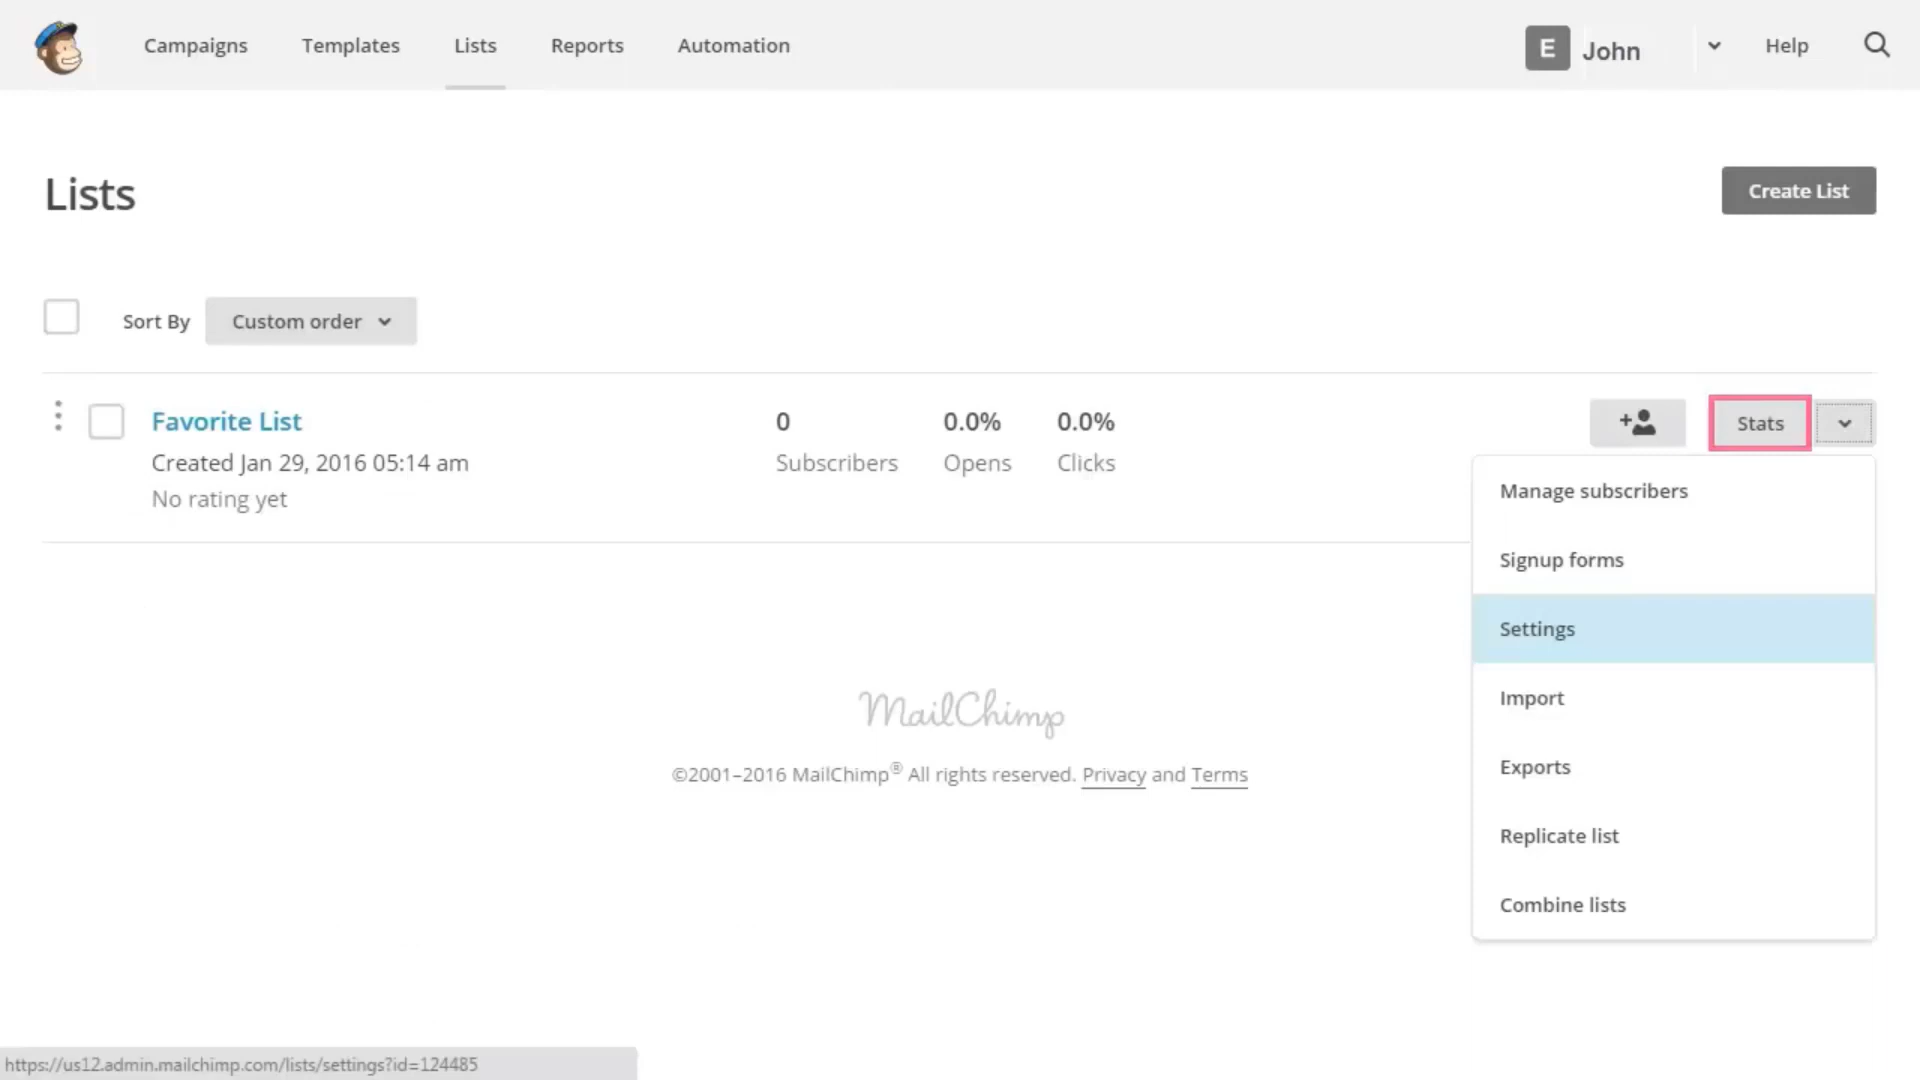 Campaigns Templates Lists Reports Automation E John Help
Lists
Create List
Sort By Custom order
Favorite List 0 0.0% 0.0% Stats
Created Jan 29, 2016 05:14 am Subscribers Opens Clicks
No rating yet
Manage subscribers
Signup forms
Settings
Import
Exports
Replicate list
Combine lists
MailChimp
©2001–2016 MailChimp® All rights reserved. Privacy and Terms
https://us12.admin.mailchimp.com/lists/settings?id=124485